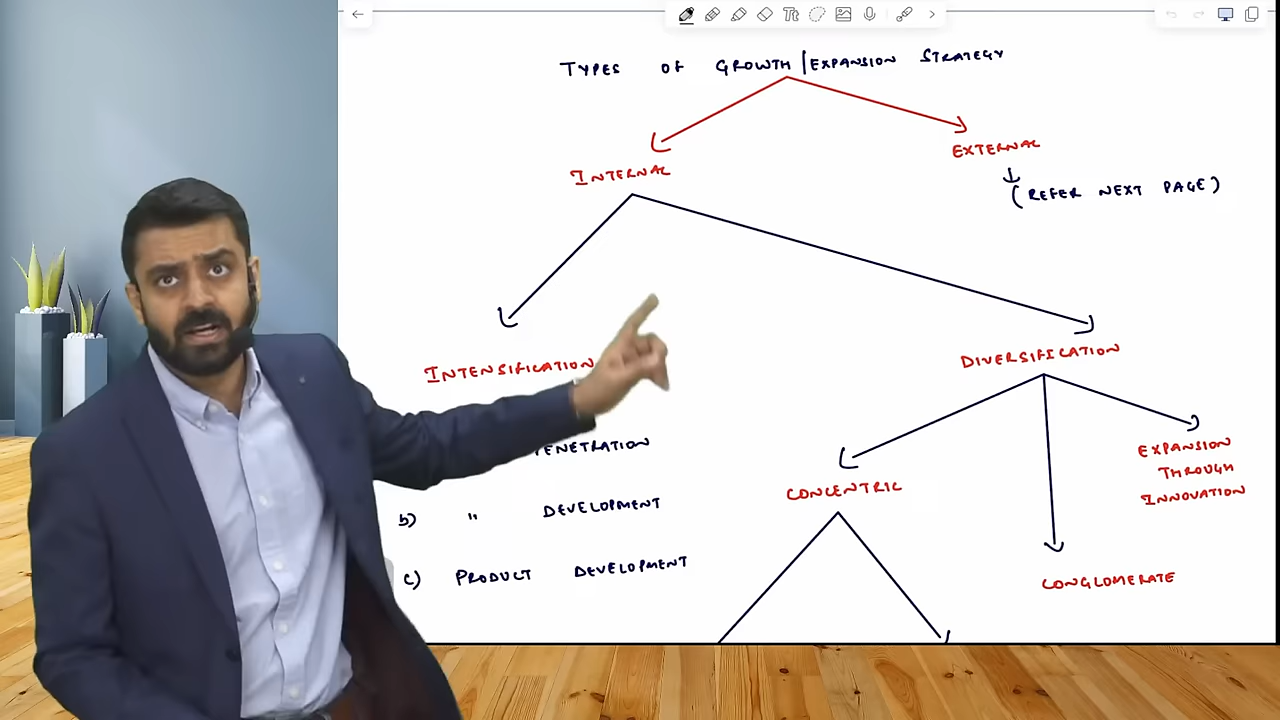 TYPES OF GROWTH/EXPANSION STRATEGY
INTERNAL
EXTERNAL
(REFER NEXT PAGE)
INTENSIFICATION
DIVERSIFICATION
PENETRATION
b) " DEVELOPMENT
c) PRODUCT DEVELOPMENT
CONCENTRIC
EXPANSION
THROUGH
INNOVATION
CONGLOMERATE